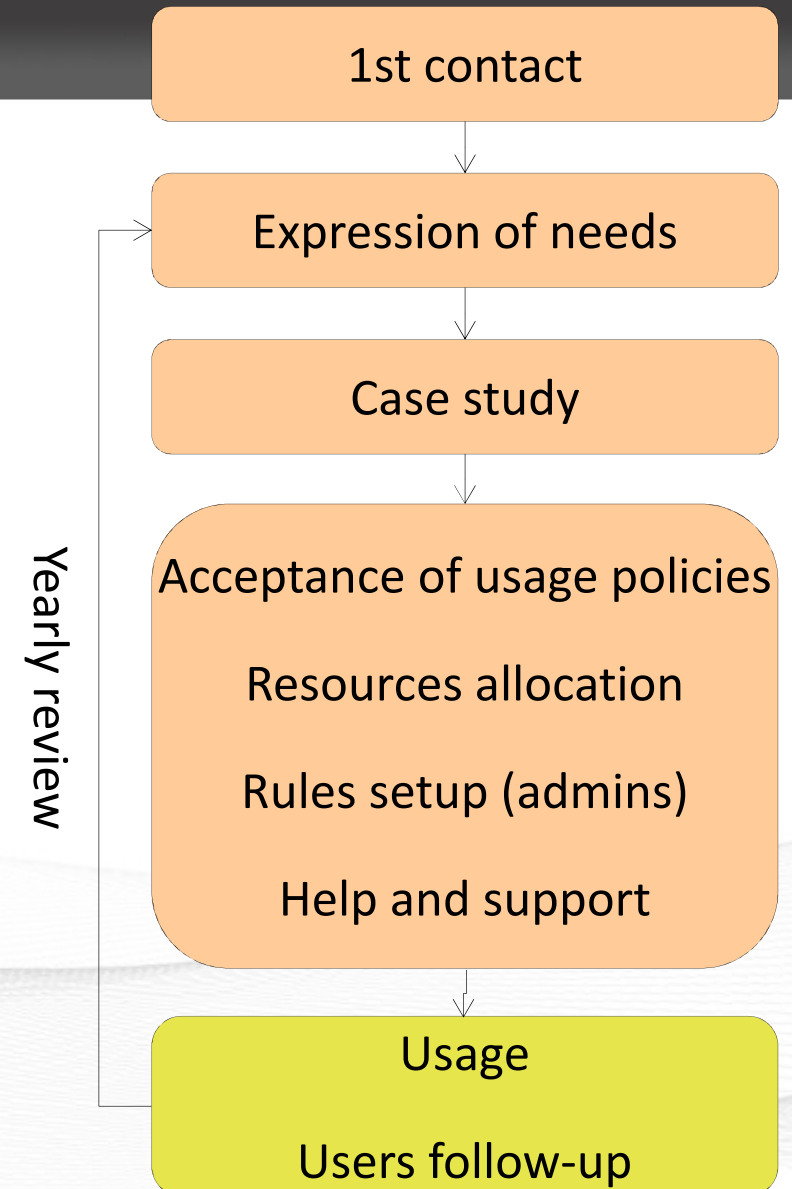 1st contact
Expression of needs
Case study
Acceptance of usage policies
Resources allocation
Rules setup (admins)
Help and support
Yearly review
Usage
Users follow-up